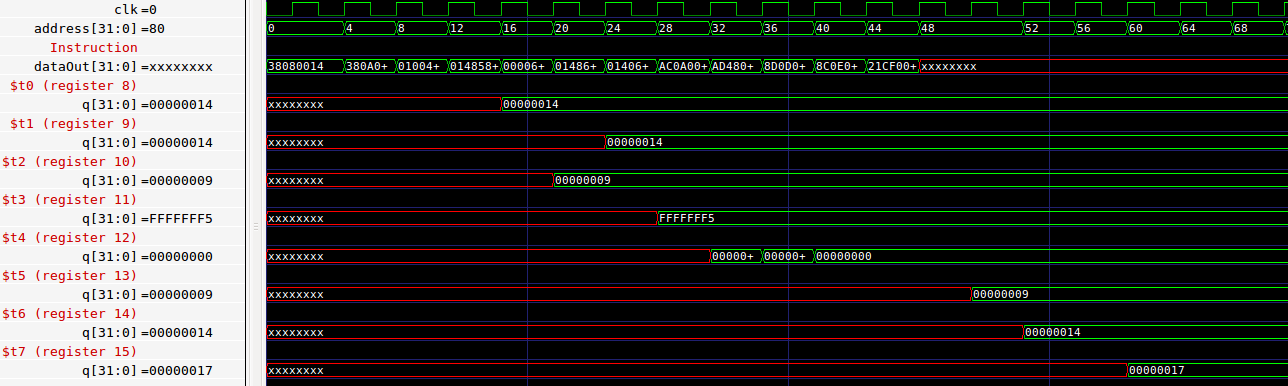 clk=0
address[31:0]=80 0 4 8 12 16 20 24 28 32 36 40 44 48 52 56 60 64 68
Instruction
dataOut[31:0]=xxxxxxxx 38080014 380A0+ 01004+ 014858+ 00006+ 01486+ 01406+ AC0A00+ AD480+ 8D0D0+ 8C0E0+ 21CF00+ xxxxxxxx
$t0 (register 8)
q[31:0]=00000014 xxxxxxxx 00000014
$t1 (register 9)
q[31:0]=00000014 xxxxxxxx 00000014
$t2 (register 10)
q[31:0]=00000009 xxxxxxxx 00000009
$t3 (register 11)
q[31:0]=FFFFFFF5 xxxxxxxx FFFFFFF5
$t4 (register 12)
q[31:0]=00000000 xxxxxxxx 00000+ 00000+ 00000000
$t5 (register 13)
q[31:0]=00000009 xxxxxxxx 00000009
$t6 (register 14)
q[31:0]=00000014 xxxxxxxx 00000014
$t7 (register 15)
q[31:0]=00000017 xxxxxxxx 00000017